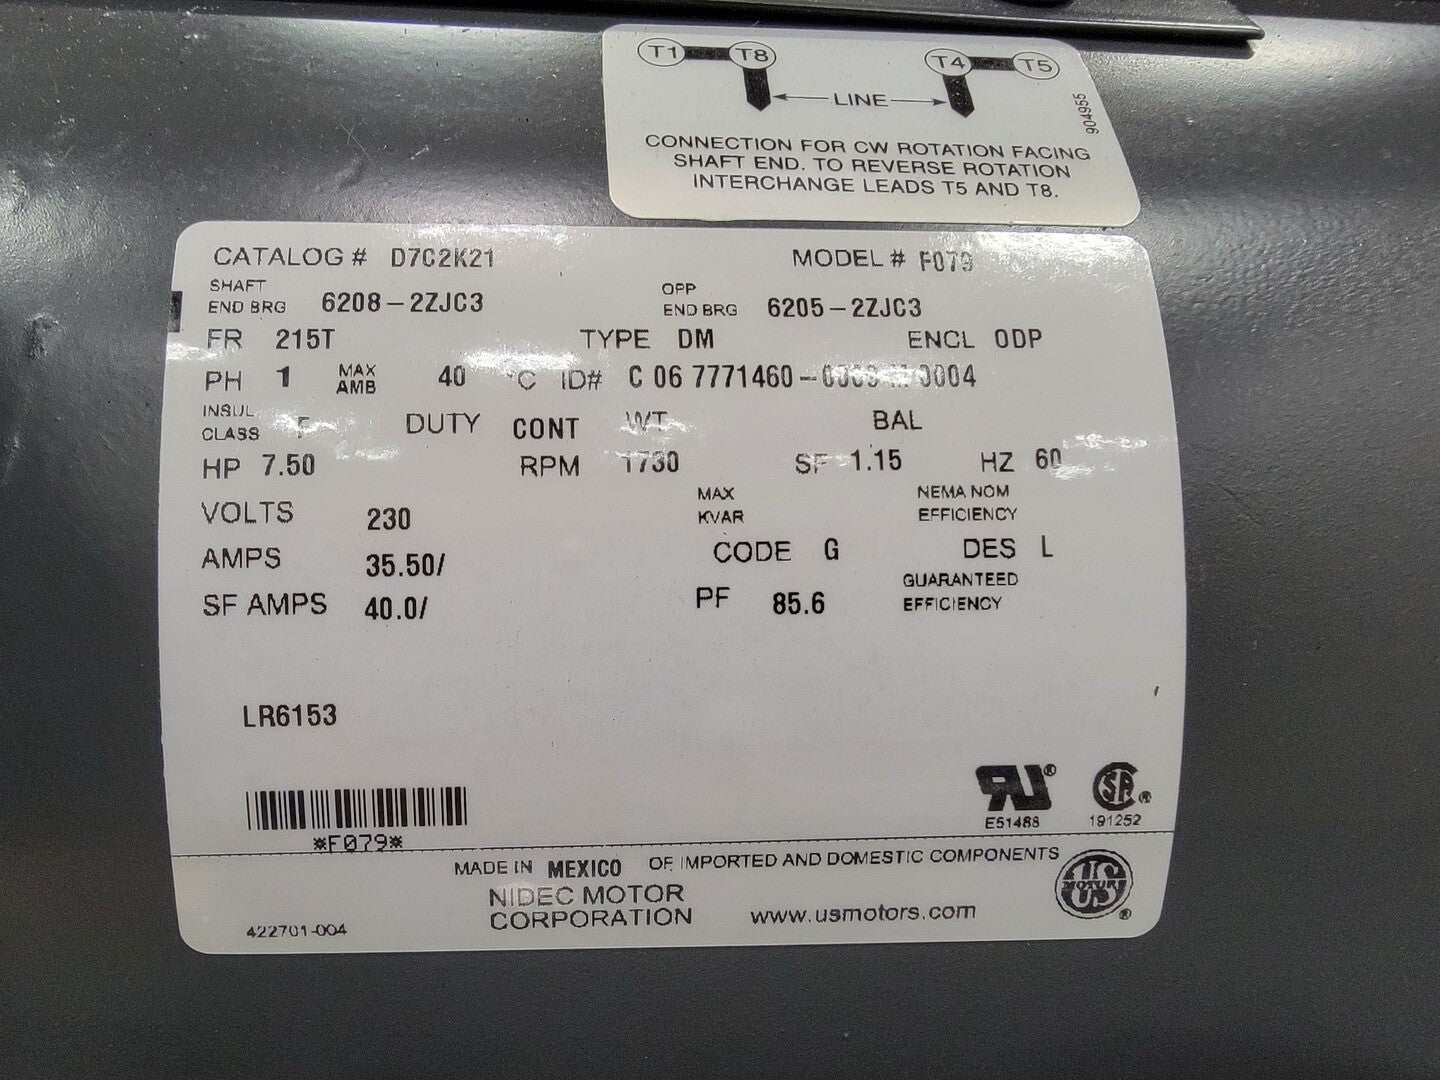 T1 T8 T4 T5
LINE
904955
CONNECTION FOR CW ROTATION FACING
SHAFT END. TO REVERSE ROTATION
INTERCHANGE LEADS T5 AND T8.
CATALOG # D7C2K21 MODEL # F079
SHAFT END BRG 6208-2ZJC3 OPP END BRG 6205-2ZJC3
FR 215T TYPE DM ENCL ODP
PH 1 MAX AMB 40 °C ID# C 06 7771460-
INSUL CLASS F DUTY CONT WT BAL
HP 7.50 RPM 1730 SF 1.15 HZ 60
VOLTS 230 MAX KVAR NEMA NOM EFFICIENCY
AMPS 35.50/ CODE G DES L
SF AMPS 40.0/ PF 85.6 GUARANTEED EFFICIENCY
LR6153
*F079*
E51488
191252
MADE IN MEXICO OF IMPORTED AND DOMESTIC COMPONENTS
NIDEC MOTOR
CORPORATION
www.usmotors.com
US MOTORS
422701-004